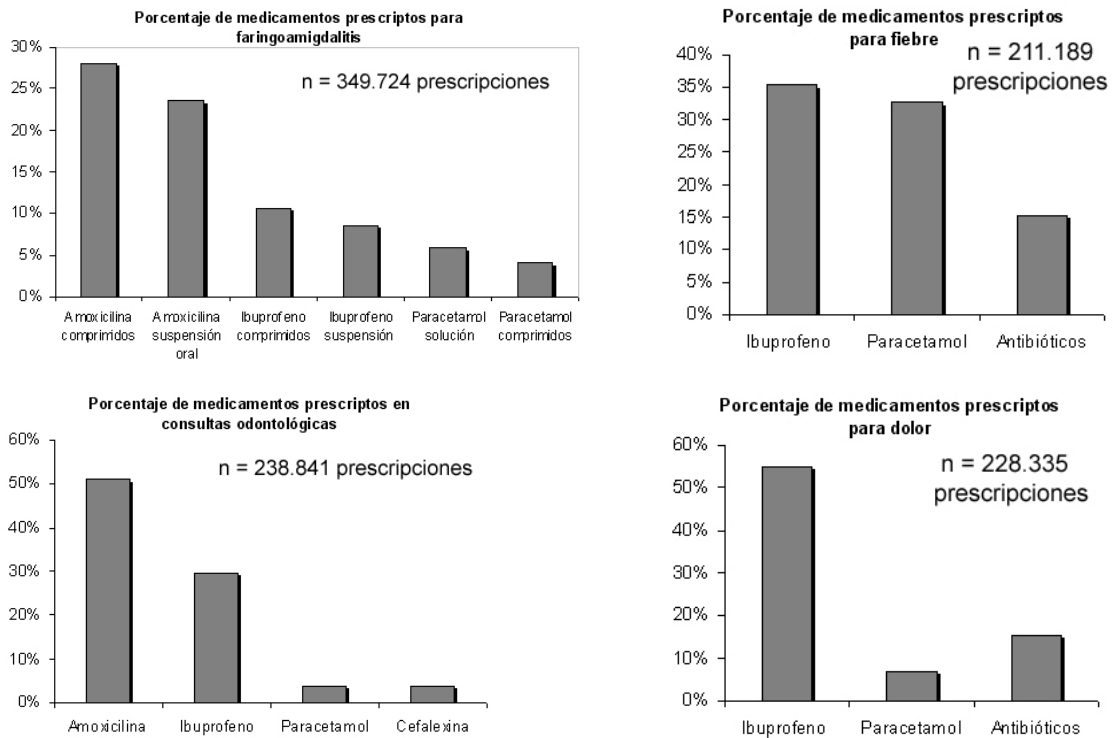 Porcentaje de medicamentos prescriptos para
faringoamigdalitis
n = 349.724 prescripciones
30%
25%
20%
15%
10%
5%
0%
Amoxicilina
comprimidos
Amoxicilina
suspensión
oral
Ibuprofeno
comprimidos
Ibuprofeno
suspensión
Paracetamol
solución
Paracetamol
comprimidos
Porcentaje de medicamentos prescriptos
para fiebre
n = 211.189
prescripciones
40%
35%
30%
25%
20%
15%
10%
5%
0%
Ibuprofeno
Paracetamol
Antibióticos
Porcentaje de medicamentos prescriptos en
consultas odontológicas
n = 238.841 prescripciones
60%
50%
40%
30%
20%
10%
0%
Amoxicilina
Ibuprofeno
Paracetamol
Cefalexina
Porcentaje de medicamentos prescriptos
para dolor
n = 228.335
prescripciones
60%
50%
40%
30%
20%
10%
0%
Ibuprofeno
Paracetamol
Antibióticos